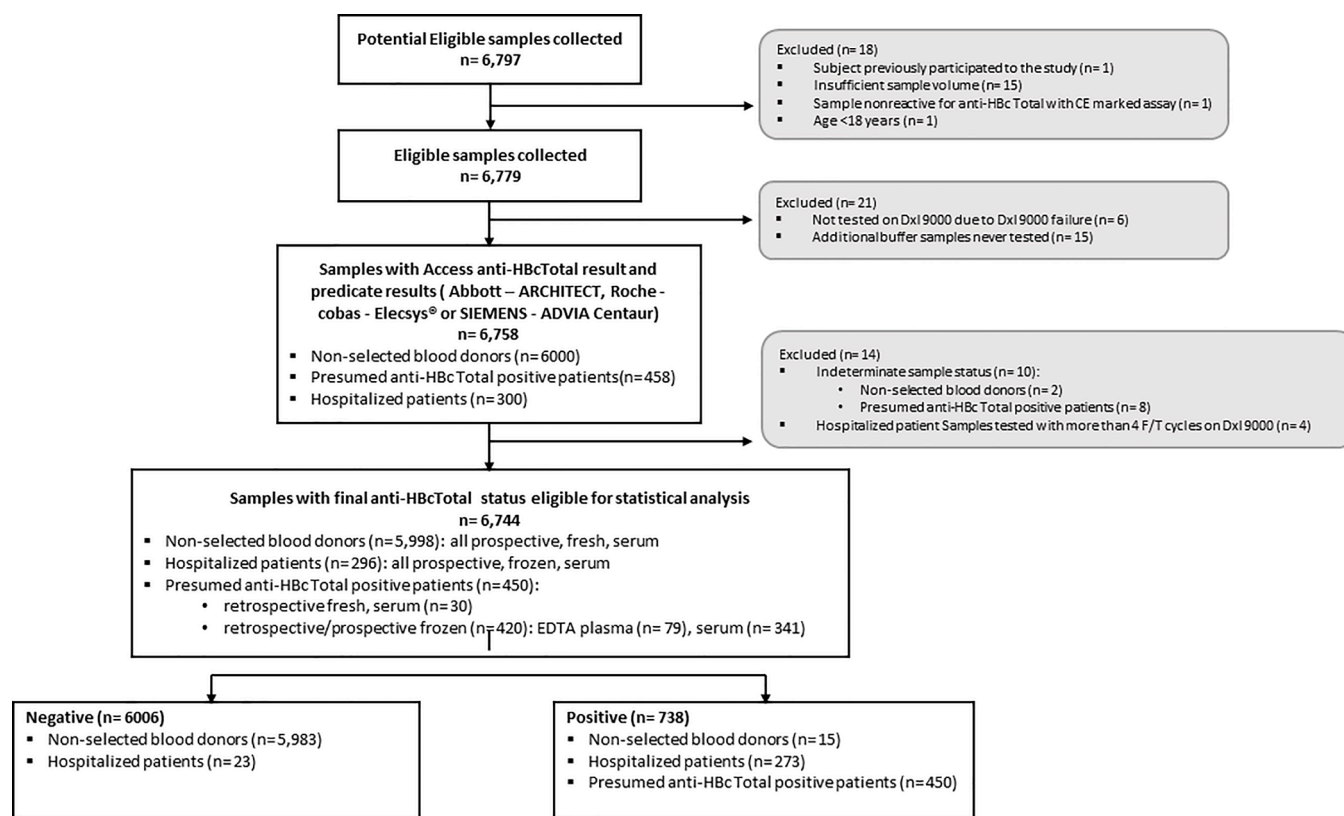 Potential Eligible samples collected
n= 6,797
Excluded (n= 18)
▪ Subject previously participated to the study (n= 1)
▪ Insufficient sample volume (n= 15)
▪ Sample nonreactive for anti-HBc Total with CE marked assay (n= 1)
▪ Age <18 years (n= 1)
Eligible samples collected
n= 6,779
Excluded (n= 21)
▪ Not tested on DxI 9000 due to DxI 9000 failure (n= 6)
▪ Additional buffer samples never tested (n= 15)
Samples with Access anti-HBcTotal result and
predicate results ( Abbott – ARCHITECT, Roche -
cobas - Elecsys® or SIEMENS - ADVIA Centaur)
n= 6,758
▪ Non-selected blood donors (n= 6000)
▪ Presumed anti-HBc Total positive patients(n= 458)
▪ Hospitalized patients (n= 300)
Excluded (n= 14)
▪ Indeterminate sample status (n= 10):
• Non-selected blood donors (n= 2)
• Presumed anti-HBc Total positive patients (n= 8)
▪ Hospitalized patient Samples tested with more than 4 F/T cycles on DxI 9000 (n= 4)
Samples with final anti-HBcTotal status eligible for statistical analysis
n= 6,744
▪ Non-selected blood donors (n= 5,998): all prospective, fresh, serum
▪ Hospitalized patients (n= 296): all prospective, frozen, serum
▪ Presumed anti-HBc Total positive patients (n= 450):
• retrospective fresh, serum (n= 30)
• retrospective/prospective frozen (n= 420): EDTA plasma (n= 79), serum (n= 341)
Negative (n= 6006)
▪ Non-selected blood donors (n= 5,983)
▪ Hospitalized patients (n= 23)
Positive (n= 738)
▪ Non-selected blood donors (n= 15)
▪ Hospitalized patients (n= 273)
▪ Presumed anti-HBc Total positive patients (n= 450)